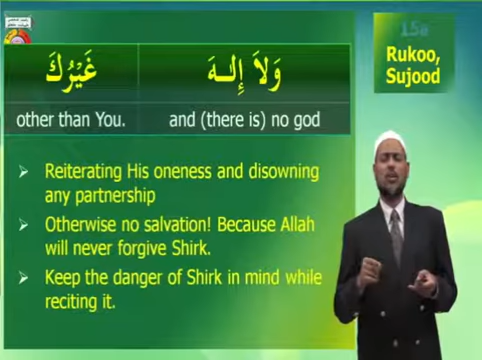 15a
Rukoo,
Sujood
وَلاَ إِلـهَ غَيْرُكَ
and (there is) no god
other than You.
Reiterating His oneness and disowning
any partnership
Otherwise no salvation! Because Allah
will never forgive Shirk.
Keep the danger of Shirk in mind while
reciting it.